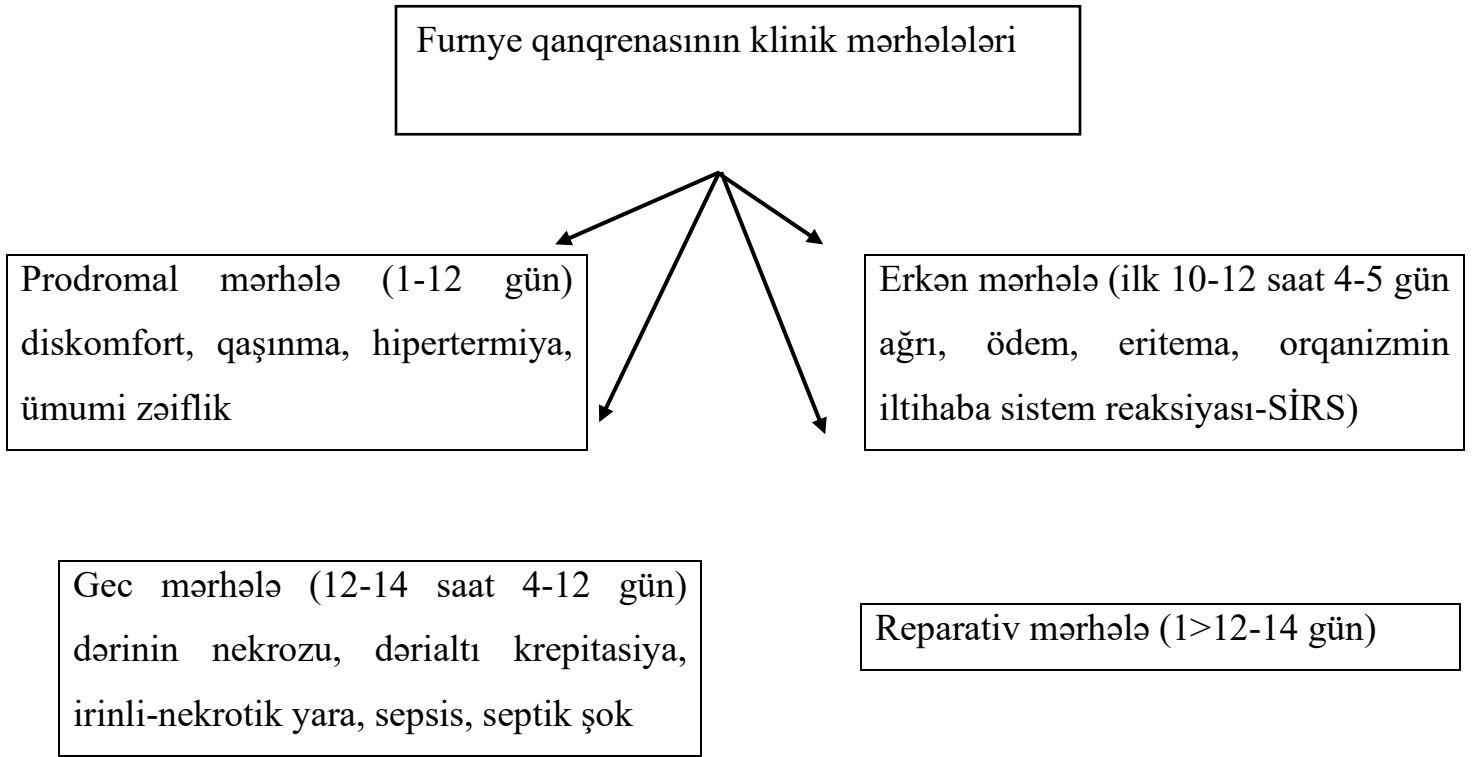 Furnye qanqrenasının klinik mərhələləri
Prodromal mərhələ (1-12 gün)
diskomfort, qaşınma, hipertermiya,
ümumi zəiflik
Erkən mərhələ (ilk 10-12 saat 4-5 gün
ağrı, ödem, eritema, orqanizmin
iltihaba sistem reaksiyası-SİRS)
Gec mərhələ (12-14 saat 4-12 gün)
dərinin nekrozu, dərialtı krepitasiya,
irinli-nekrotik yara, sepsis, septik şok
Reparativ mərhələ (1>12-14 gün)